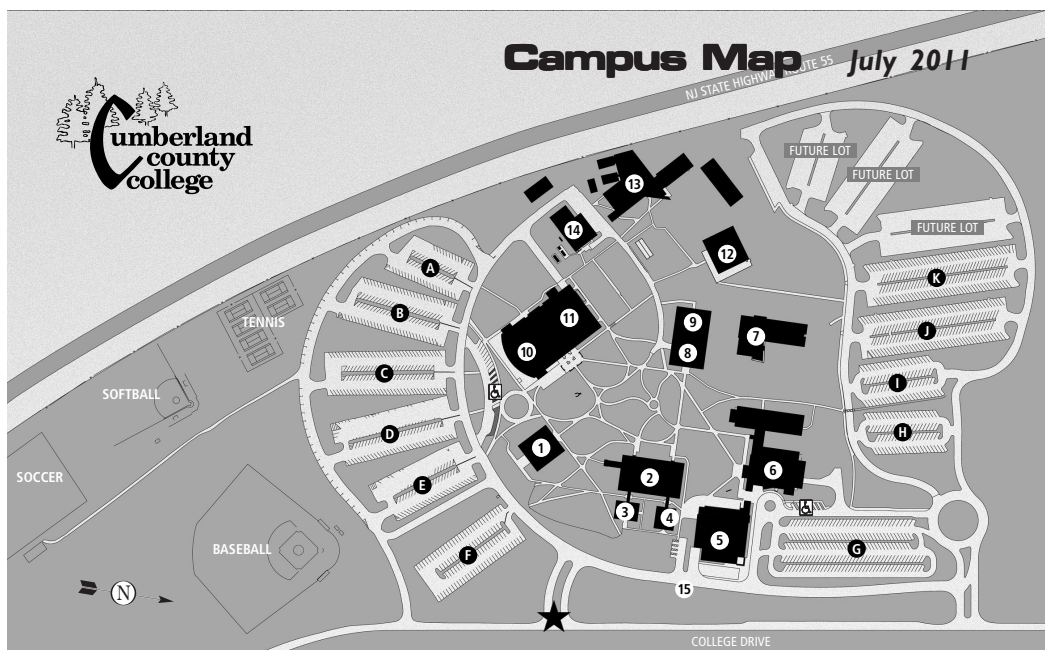 Campus Map July 2011
NJ STATE HIGHWAY ROUTE 55
Cumberland
county
college
FUTURE LOT
FUTURE LOT
FUTURE LOT
13
14
12
A
K
B
11
9
TENNIS
J
7
10
8
C
I
SOFTBALL
D
H
1
6
2
SOCCER
E
3
4
5
G
BASEBALL
F
15
N
COLLEGE DRIVE